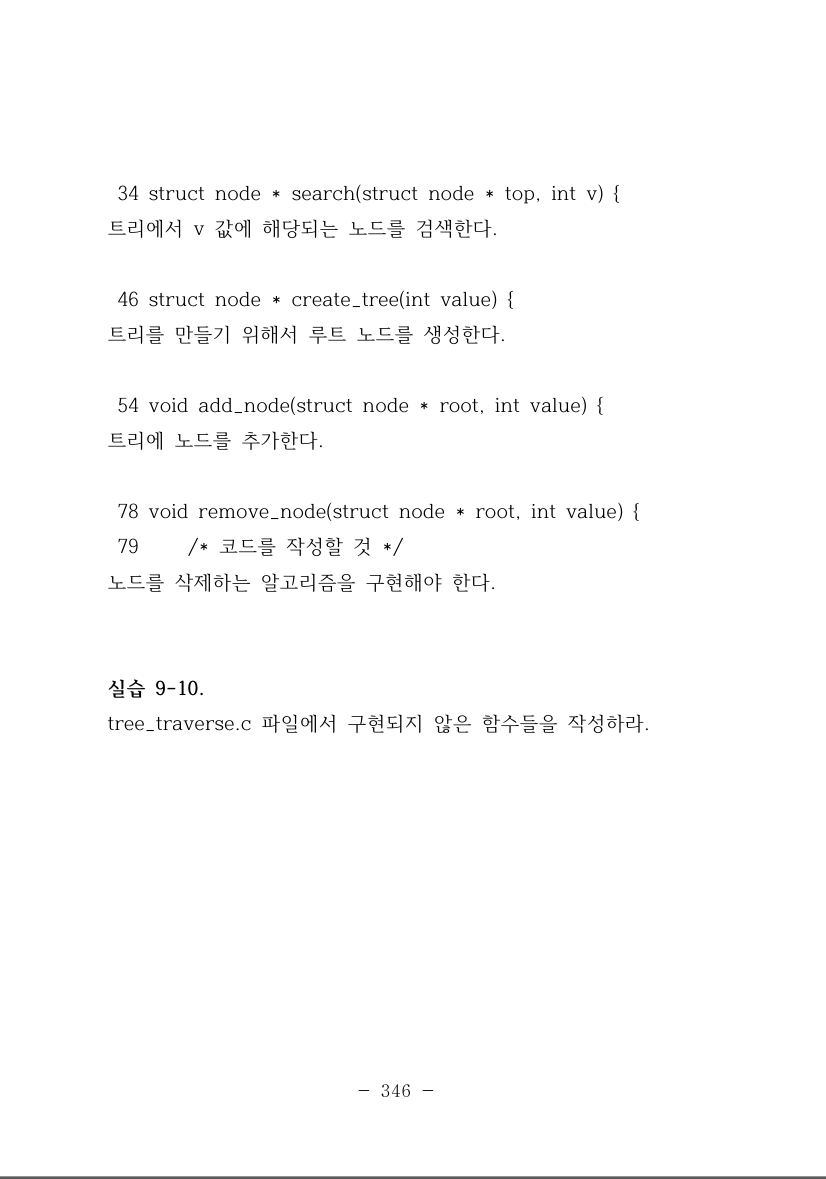 34 struct node * search(struct node * top, int v) {
트리에서 v 값에 해당되는 노드를 검색한다.
46 struct node * create_tree(int value) {
트리를 만들기 위해서 루트 노드를 생성한다.
54 void add_node(struct node * root, int value) {
트리에 노드를 추가한다.
78 void remove_node(struct node * root, int value) {
79 /* 코드를 작성할 것 */
노드를 삭제하는 알고리즘을 구현해야 한다.
실습 9-10.
tree_traverse.c 파일에서 구현되지 않은 함수들을 작성하라.
- 346 -